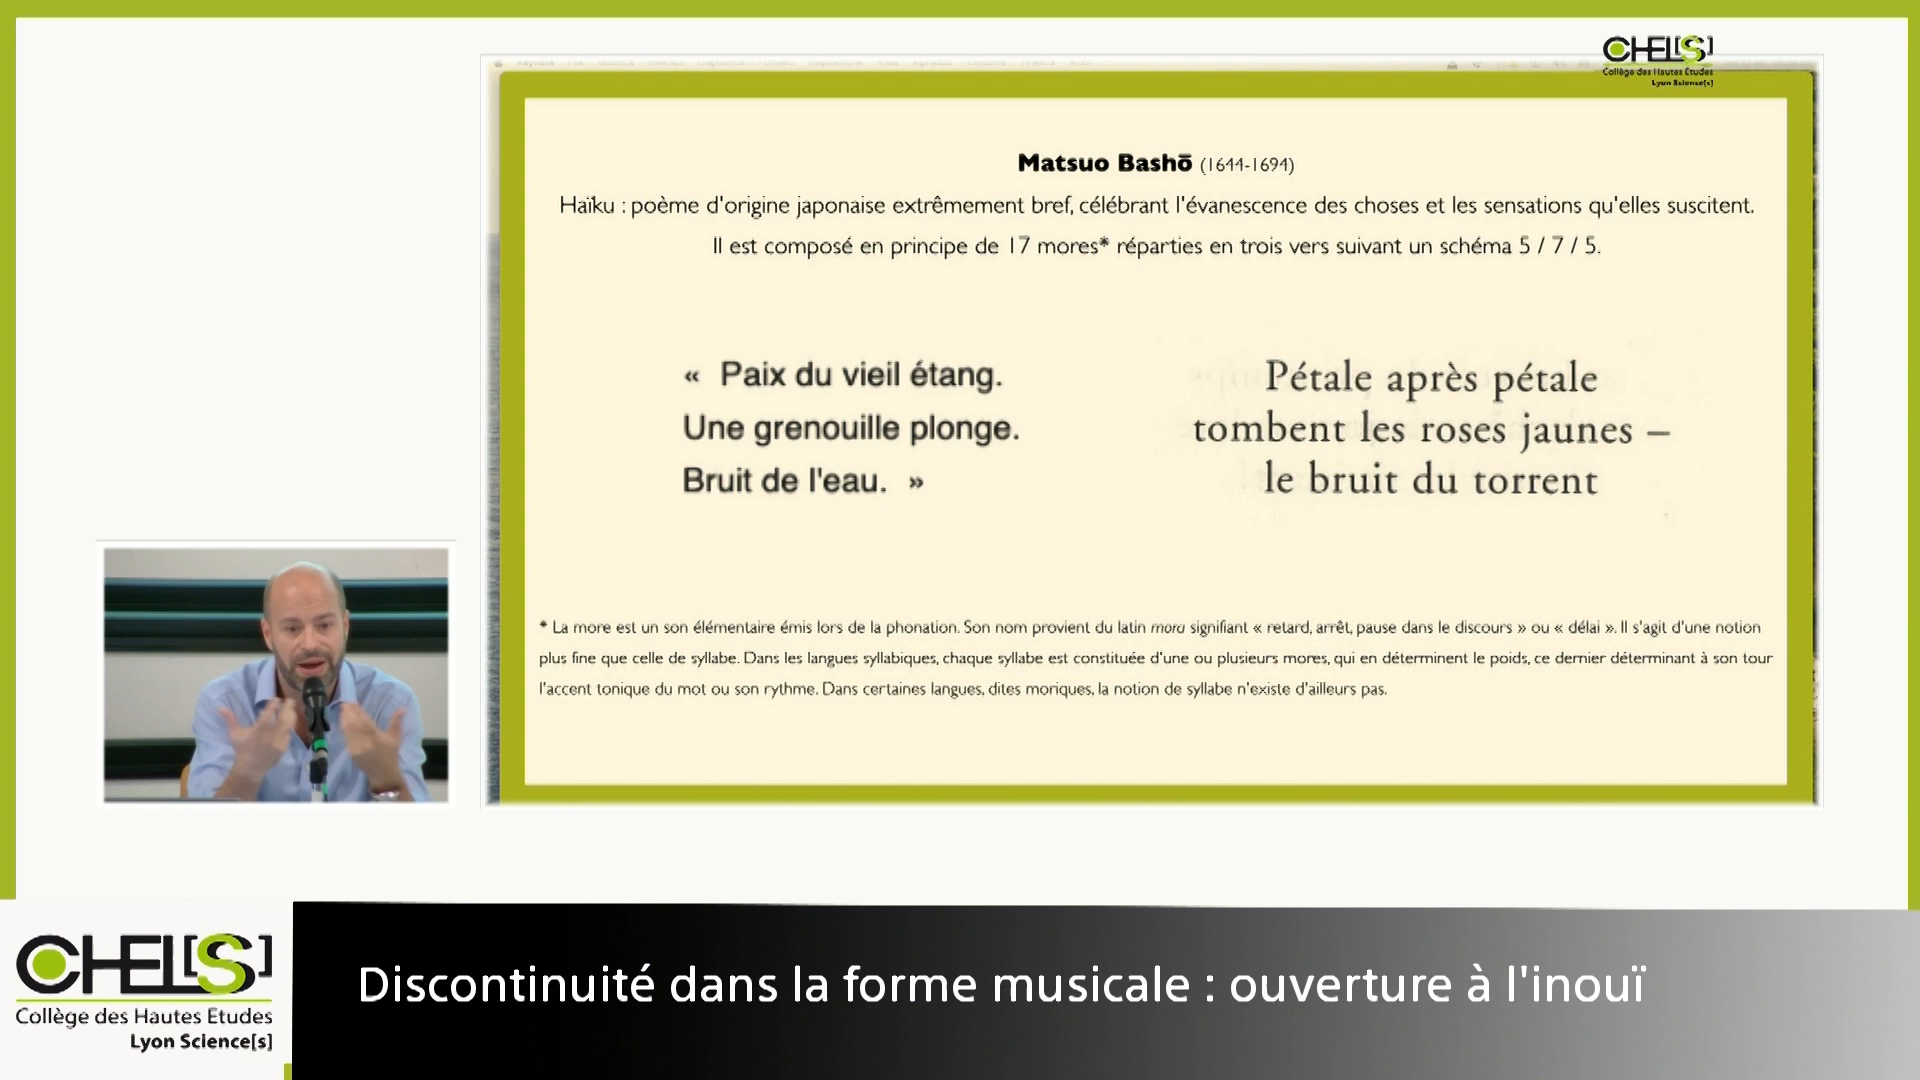 CHEL[S]
Collège des Hautes Etudes
Lyon Science[s]
Matsuo Bashō (1644-1694)
Haïku : poème d'origine japonaise extrêmement bref, célébrant l'évanescence des choses et les sensations qu'elles suscitent.
Il est composé en principe de 17 mores* réparties en trois vers suivant un schéma 5 / 7 / 5.
« Paix du vieil étang.
Une grenouille plonge.
Bruit de l'eau. »
Pétale après pétale
tombent les roses jaunes –
le bruit du torrent
* La more est un son élémentaire émis lors de la phonation. Son nom provient du latin mora signifiant « retard, arrêt, pause dans le discours » ou « délai ». Il s'agit d'une notion
plus fine que celle de syllabe. Dans les langues syllabiques, chaque syllabe est constituée d'une ou plusieurs mores, qui en déterminent le poids, ce dernier déterminant à son tour
l'accent tonique du mot ou son rythme. Dans certaines langues, dites moriques, la notion de syllabe n'existe d'ailleurs pas.
CHEL[S]
Collège des Hautes Etudes
Lyon Science[s]
Discontinuité dans la forme musicale : ouverture à l'inouï